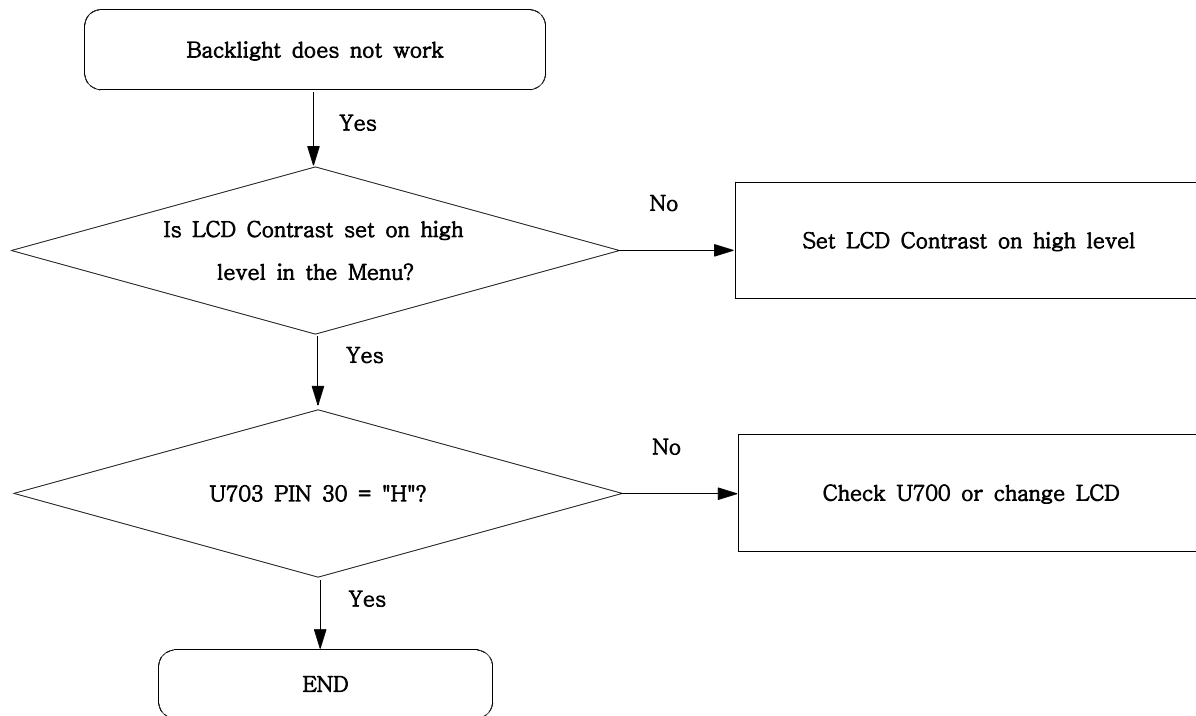 Backlight does not work
Yes
Is LCD Contrast set on high
level in the Menu?
No
Set LCD Contrast on high level
Yes
U703 PIN 30 = "H"?
No
Check U700 or change LCD
Yes
END